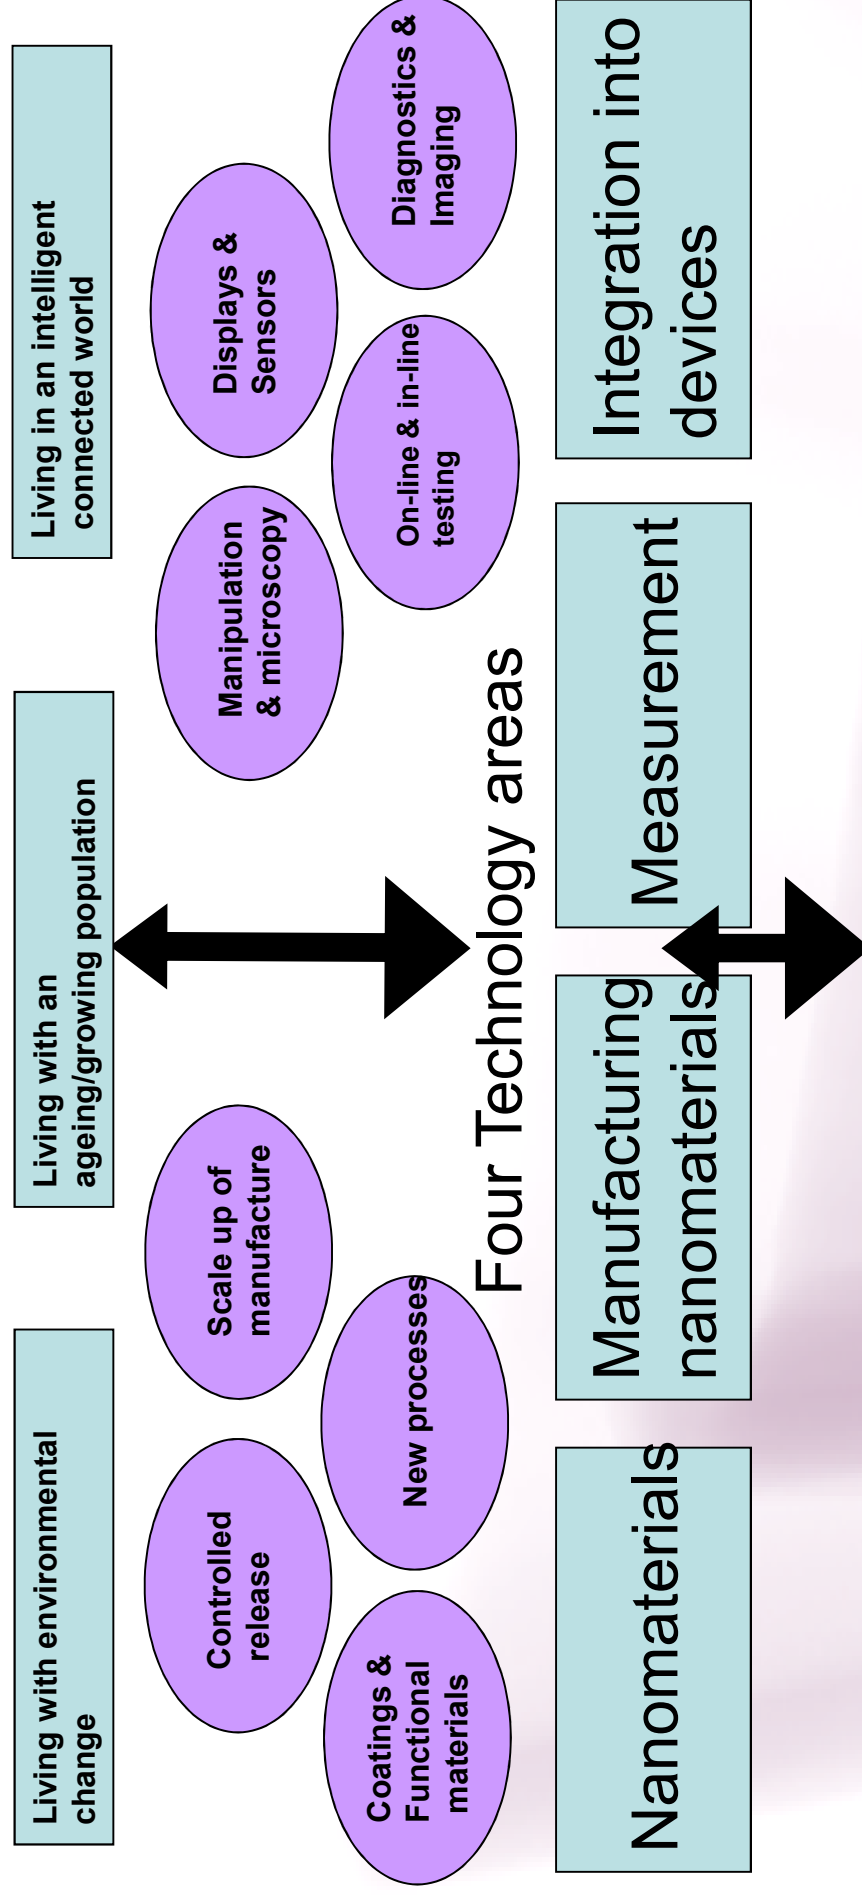 Living with environmental
change
Living with an
ageing/growing population
Living in an intelligent
connected world
Controlled
release
Scale up of
manufacture
Manipulation
& microscopy
Displays &
Sensors
Coatings &
Functional
materials
New processes
On-line & in-line
testing
Diagnostics &
Imaging
Four Technology areas
Nanomaterials
Manufacturing
nanomaterials
Measurement
Integration into
devices